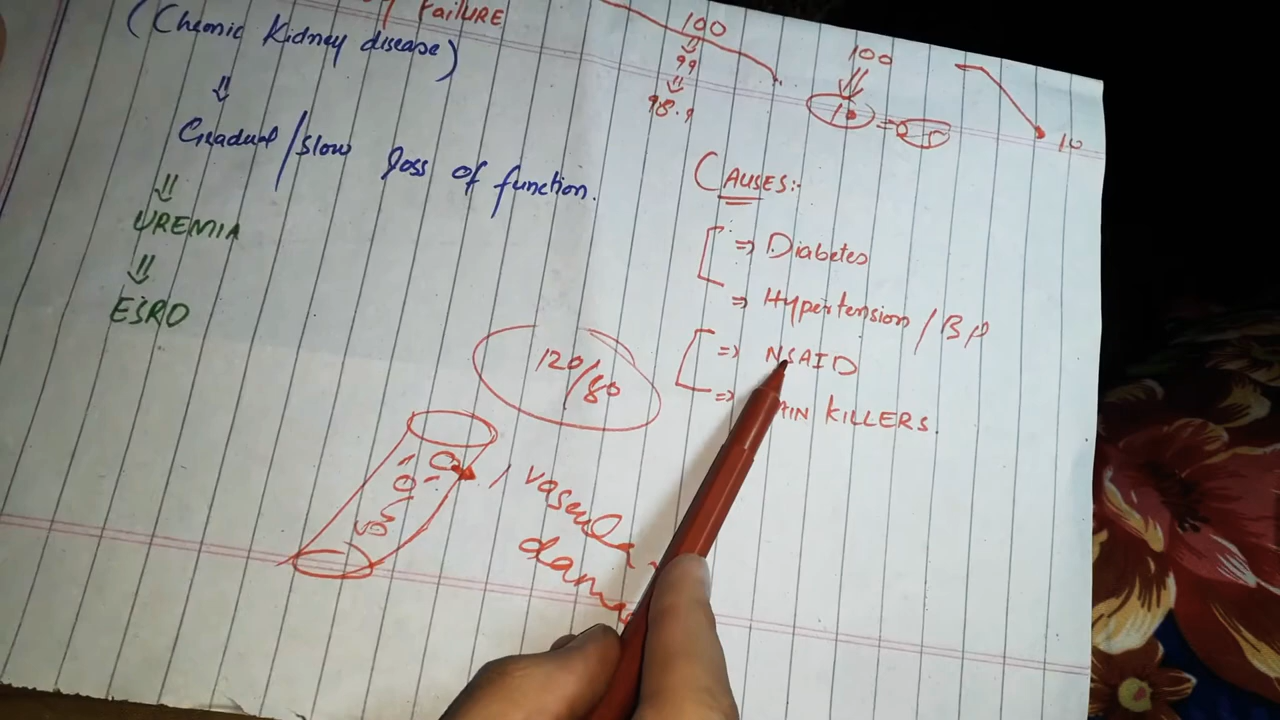 FAILURE
(Chronic Kidney disease)
Gradual/slow loss of function.
UREMIA
ESRD
100
99
98.9
100
10
10
CAUSES:-
⇒ Diabetes
⇒ Hypertension/BP
⇒ NSAID
⇒ PAIN KILLERS.
120/80
vascular